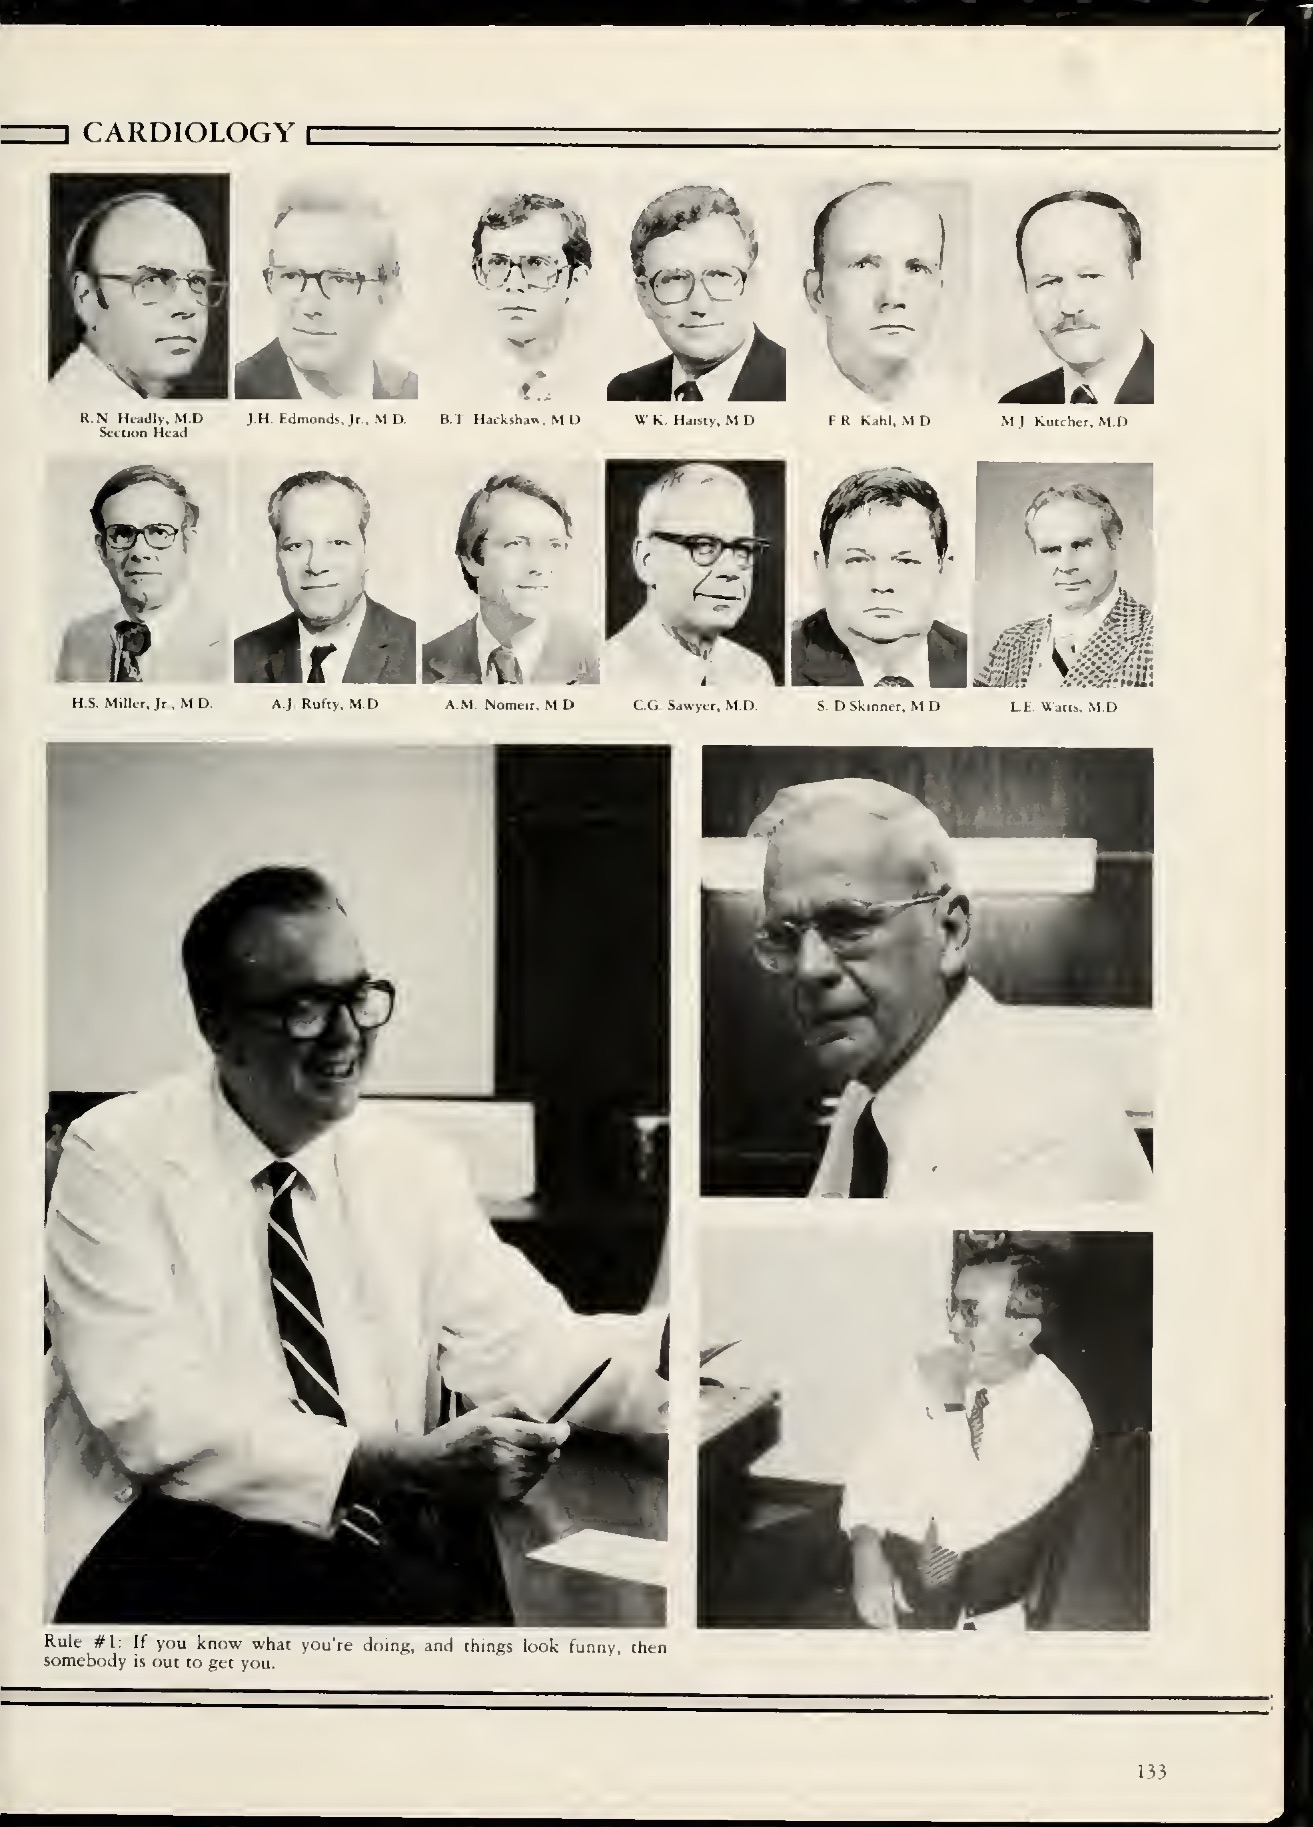 CARDIOLOGY
R.N Headly, M.D
Section Head
J.H. Edmonds, Jr., M D.
B.T Hackshaw, M D
W K. Haisty, M D
F R Kahl, M D
M J Kutcher, M.D
H.S. Miller, Jr., M D.
A.J. Rufty, M.D
A.M. Nomeir, M D
C.G. Sawyer, M.D.
S. D Skinner, M D
L.E. Watts, M.D
Rule #1: If you know what you're doing, and things look funny, then
somebody is out to get you.
133